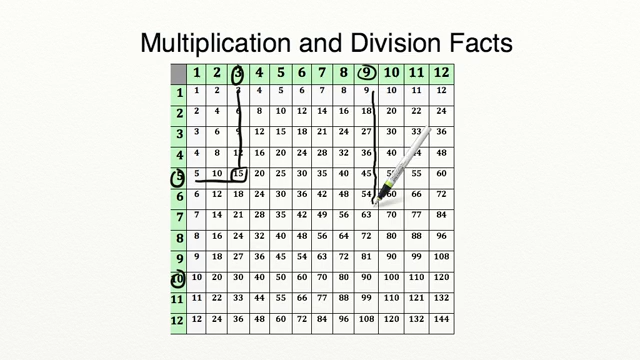 Multiplication and Division Facts
1 2 3 4 5 6 7 8 9 10 11 12
1 1 2 3 4 5 6 7 8 9 10 11 12
2 2 4 6 8 10 12 14 16 18 20 22 24
3 3 6 9 12 15 18 21 24 27 30 33 36
4 4 8 12 16 20 24 28 32 36 40 44 48
5 5 10 15 20 25 30 35 40 45 55 60
6 6 12 18 24 30 36 42 48 54 60 66 72
7 7 14 21 28 35 42 49 56 63 70 77 84
8 8 16 24 32 40 48 56 64 72 80 88 96
9 9 18 27 36 45 54 63 72 81 90 99 108
10 10 20 30 40 50 60 70 80 90 100 110 120
11 11 22 33 44 55 66 77 88 99 110 121 132
12 12 24 36 48 60 72 84 96 108 120 132 144